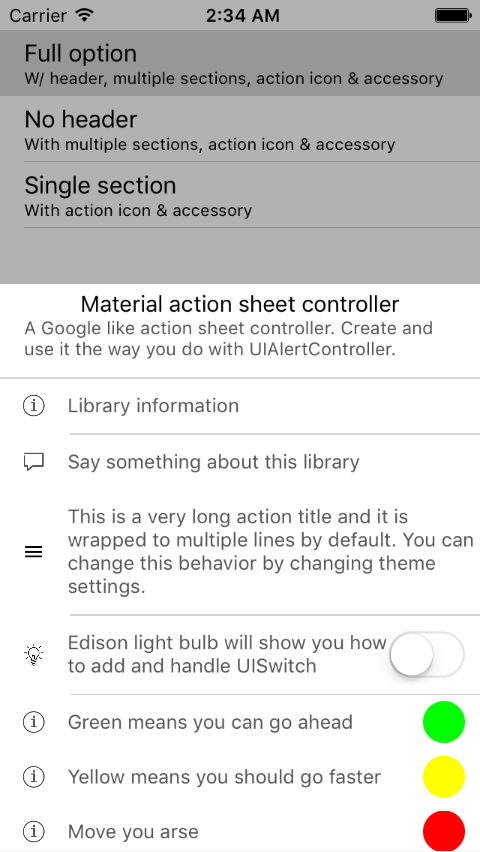 Carrier 2:34 AM
Full option
W/ header, multiple sections, action icon & accessory
No header
With multiple sections, action icon & accessory
Single section
With action icon & accessory
Material action sheet controller
A Google like action sheet controller. Create and
use it the way you do with UIAlertController.
Library information
Say something about this library
This is a very long action title and it is
wrapped to multiple lines by default. You can
change this behavior by changing theme
settings.
Edison light bulb will show you how
to add and handle UISwitch
Green means you can go ahead
Yellow means you should go faster
Move you arse